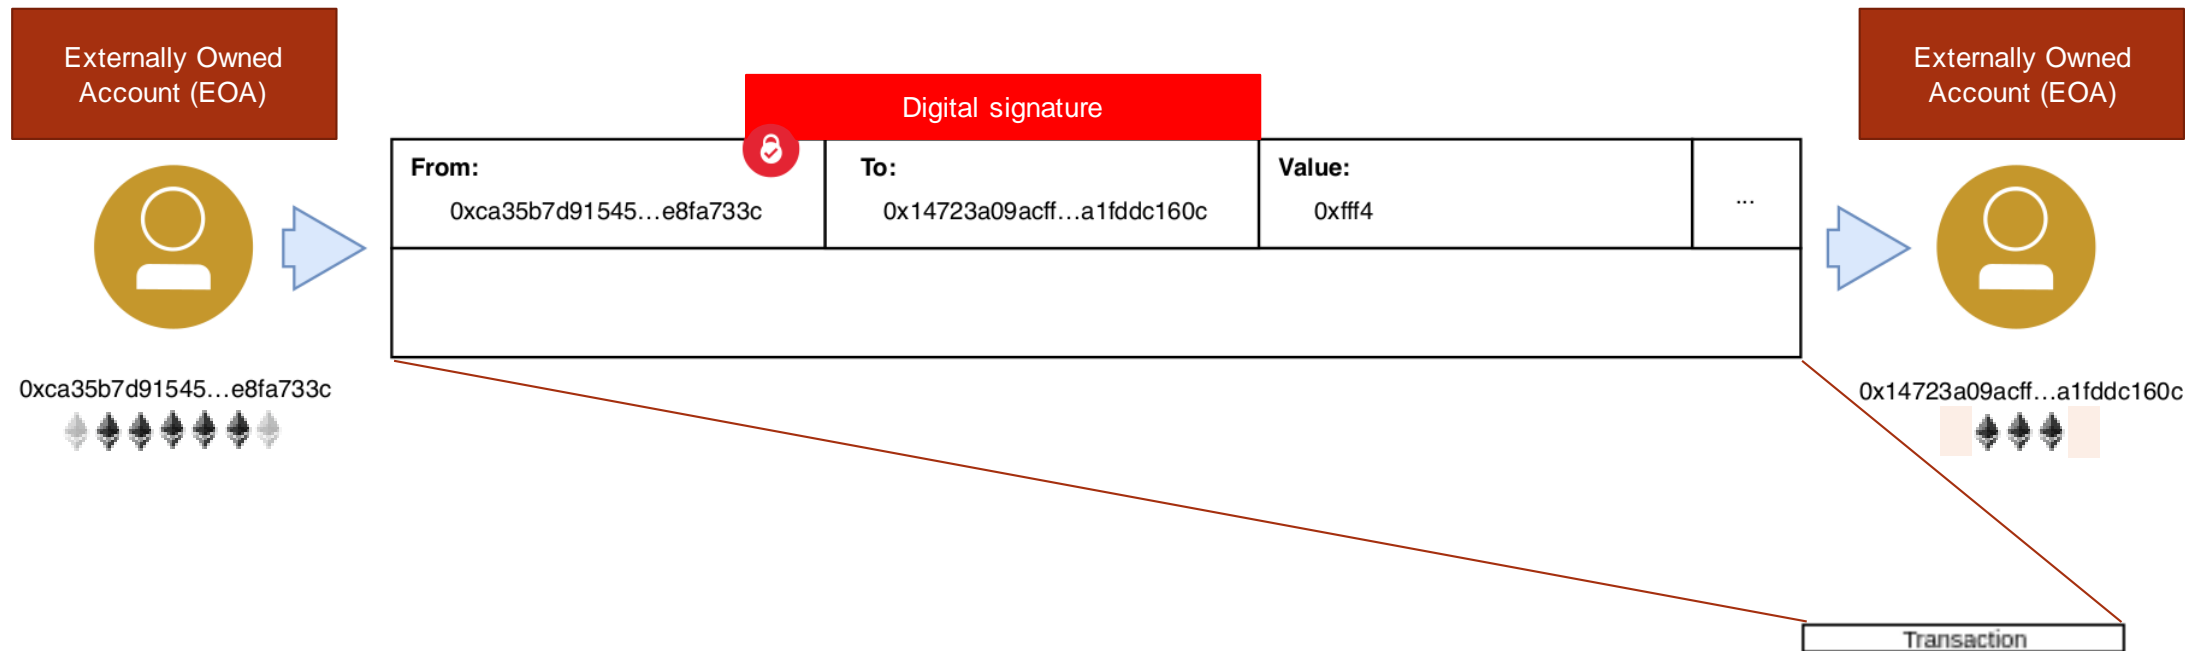 Externally Owned
Account (EOA)
Externally Owned
Account (EOA)
Digital signature
From:
To:
Value:
0xca35b7d91545...e8fa733c
0x14723a09acff...a1fddc160c
0xfff4
...
0xca35b7d91545...e8fa733c
0x14723a09acff...a1fddc160c
Transaction